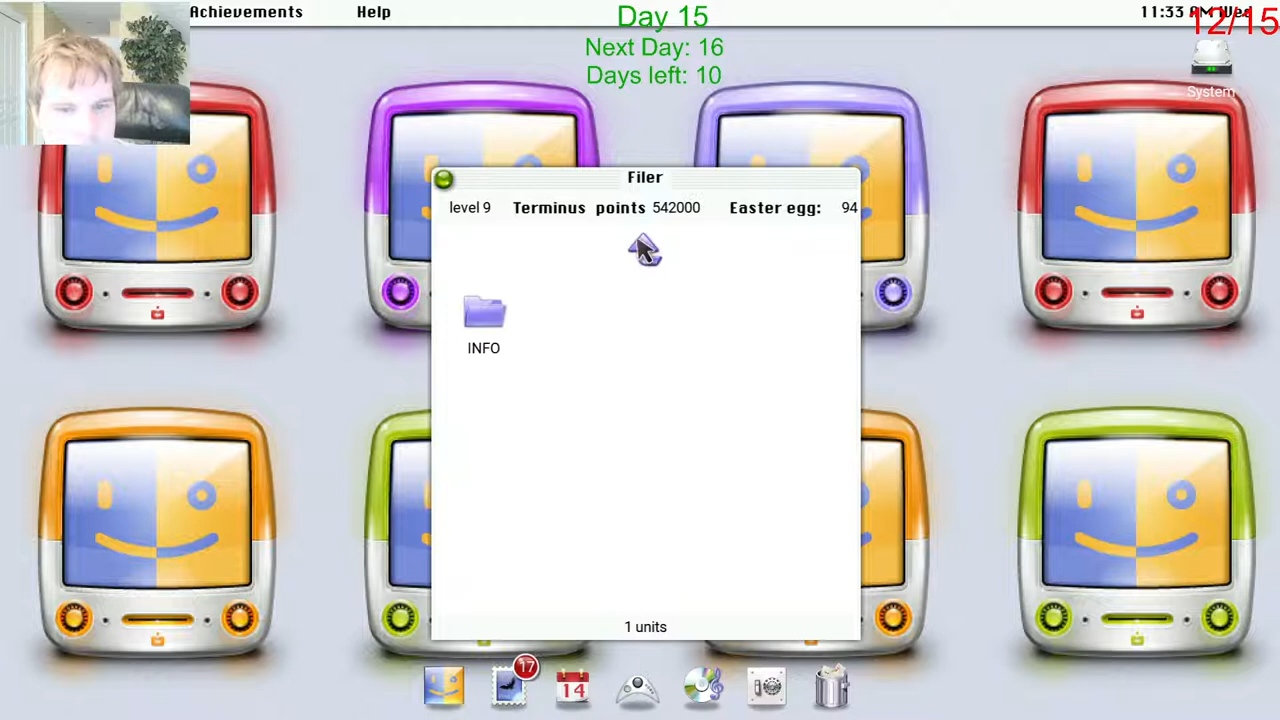 Achievements Help
11:33 AM Wed
12/15
Day 15
Next Day: 16
Days left: 10
System
Filer
level 9 Terminus points 542000 Easter egg: 94
INFO
1 units
17
14